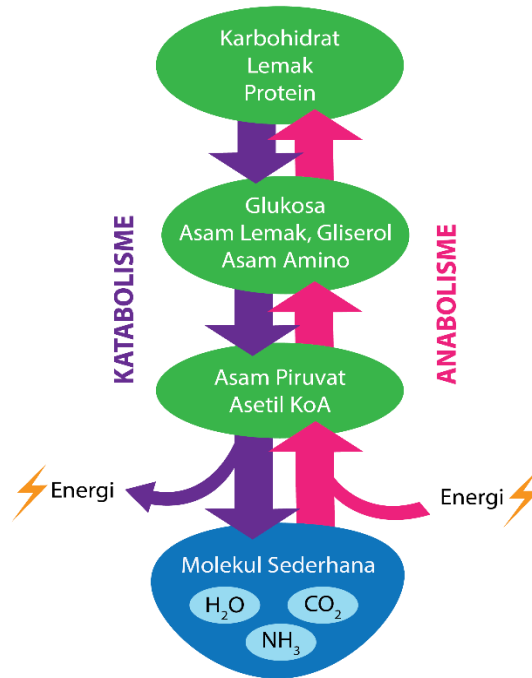 Karbohidrat
Lemak
Protein
Glukosa
Asam Lemak, Gliserol
Asam Amino
KATABOLISME
ANABOLISME
Asam Piruvat
Asetil KoA
Energi
Energi
Molekul Sederhana
H₂O
CO₂
NH₃